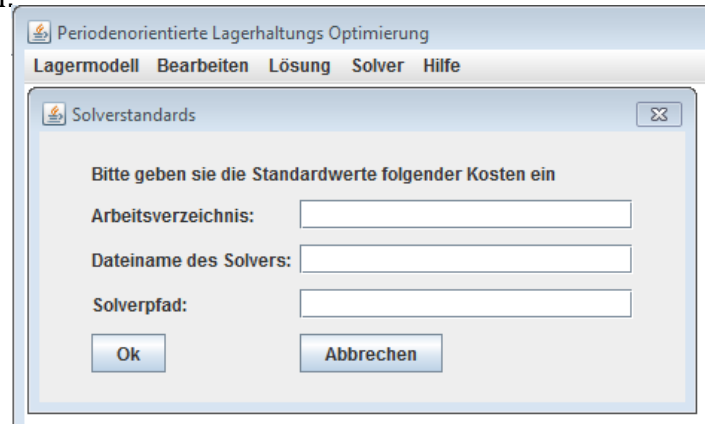 Periodenorientierte Lagerhaltungs Optimierung
Lagermodell Bearbeiten Lösung Solver Hilfe
Solverstandards
Bitte geben sie die Standardwerte folgender Kosten ein
Arbeitsverzeichnis:
Dateiname des Solvers:
Solverpfad:
Ok Abbrechen